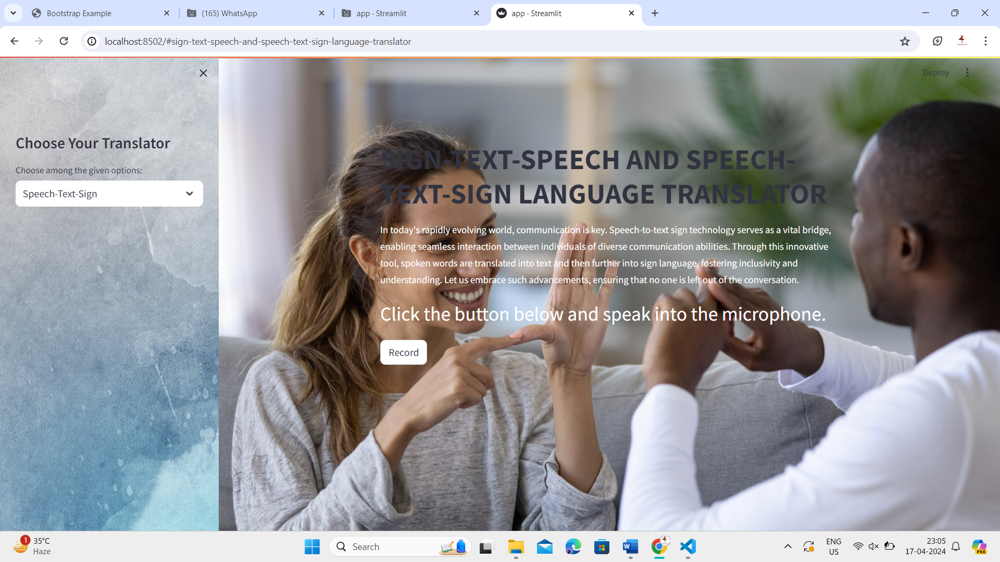 Bootstrap Example
(165) WhatsApp
app · Streamlit
app · Streamlit
localhost:8502/#sign-text-speech-and-speech-text-sign-language-translator
Deploy
Choose Your Translator
Choose among the given options:
Speech-Text-Sign
SIGN-TEXT-SPEECH AND SPEECH-
TEXT-SIGN LANGUAGE TRANSLATOR
In today's rapidly evolving world, communication is key. Speech-to-text sign technology serves as a vital bridge,
enabling seamless interaction between individuals of diverse communication abilities. Through this innovative
tool, spoken words are translated into text and then further into sign language, fostering inclusivity and
understanding. Let us embrace such advancements, ensuring that no one is left out of the conversation.
Click the button below and speak into the microphone.
Record
1
35°C
Haze
Search
W
ENG
US
23:05
17-04-2024
PRE